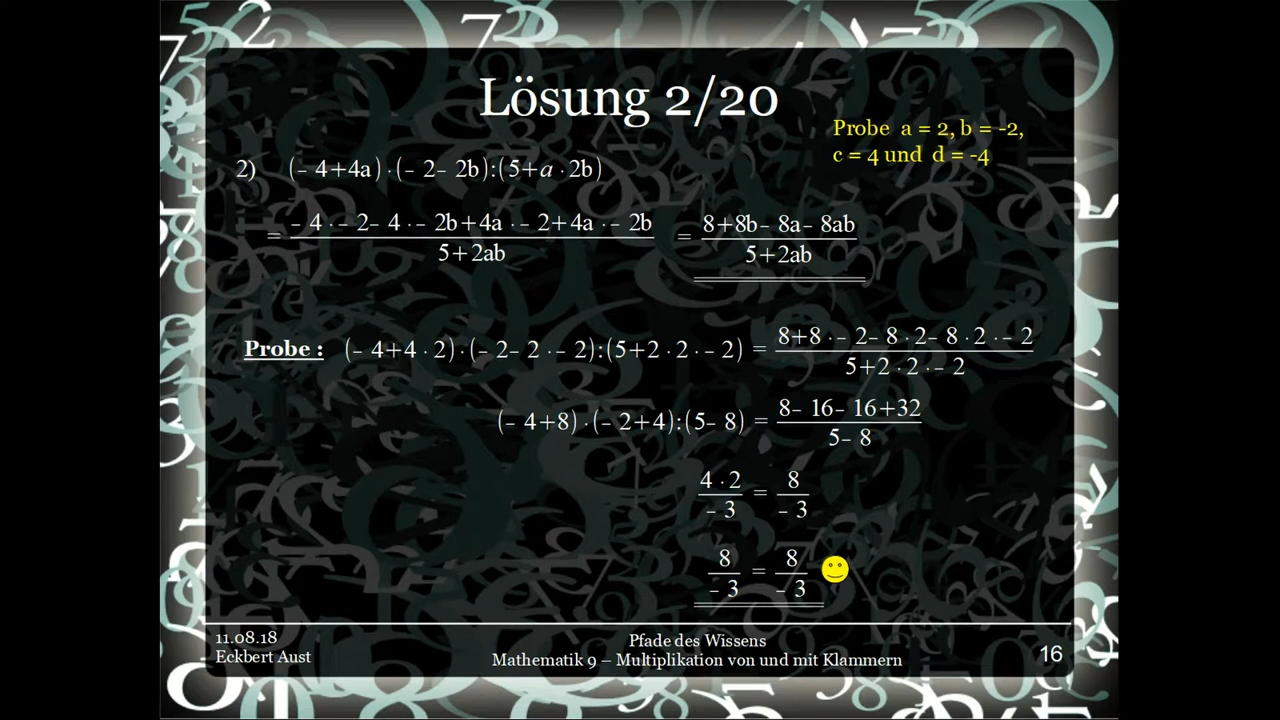 Lösung 2/20
Probe a = 2, b = -2,
c = 4 und d = -4
2) (– 4+4a) · (– 2– 2b):(5+a · 2b)
= (– 4 · – 2– 4 · – 2b+4a · – 2+4a · – 2b)/(5+2ab) = (8+8b– 8a– 8ab)/(5+2ab)
Probe : (– 4+4 · 2) · (– 2– 2 · – 2):(5+2 · 2 · – 2) = (8+8 · – 2– 8 · 2– 8 · 2 · – 2)/(5+2 · 2 · – 2)
(– 4+8) · (– 2+4):(5– 8) = (8– 16– 16+32)/(5– 8)
(4 · 2)/(– 3) = 8/(– 3)
8/(– 3) = 8/(– 3)
11.08.18
Eckbert Aust
Pfade des Wissens
Mathematik 9 – Multiplikation von und mit Klammern
16